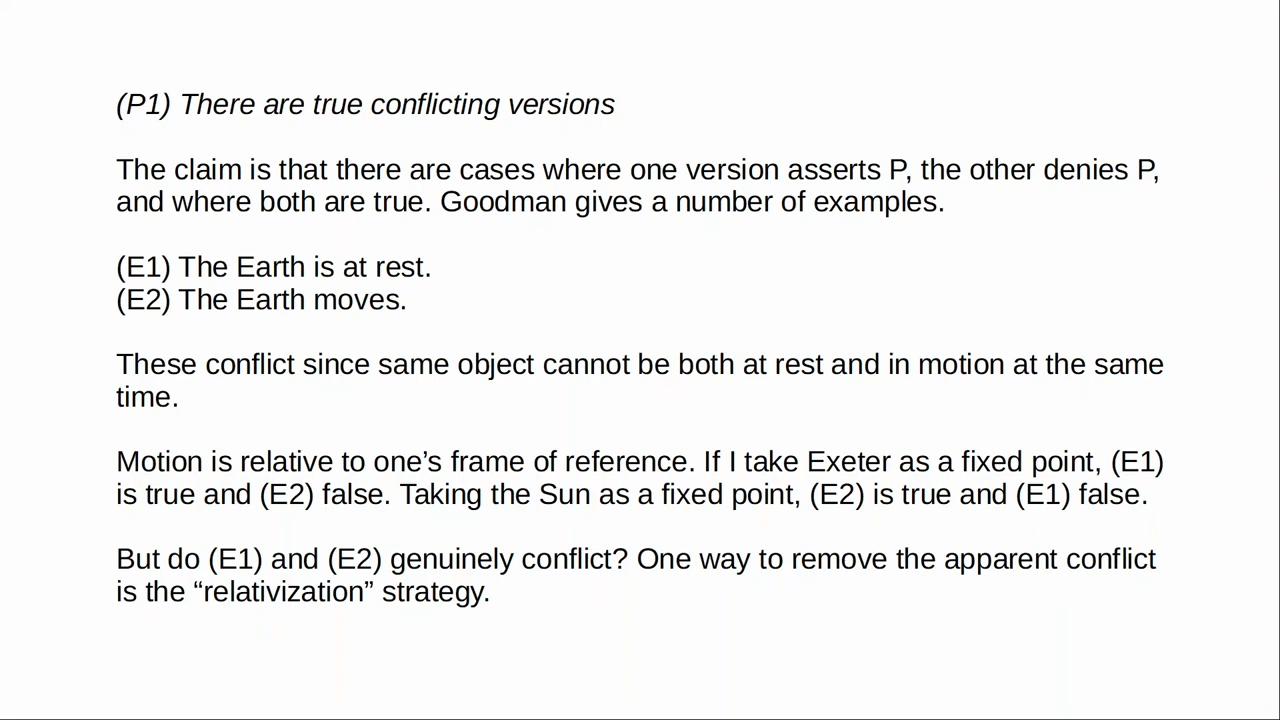 (P1) There are true conflicting versions
The claim is that there are cases where one version asserts P, the other denies P,
and where both are true. Goodman gives a number of examples.
(E1) The Earth is at rest.
(E2) The Earth moves.
These conflict since same object cannot be both at rest and in motion at the same
time.
Motion is relative to one’s frame of reference. If I take Exeter as a fixed point, (E1)
is true and (E2) false. Taking the Sun as a fixed point, (E2) is true and (E1) false.
But do (E1) and (E2) genuinely conflict? One way to remove the apparent conflict
is the “relativization” strategy.